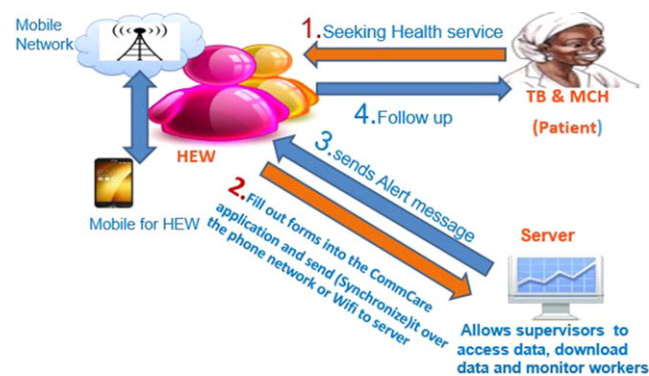 Mobile
Network
1.Seeking Health service
TB & MCH
(Patient)
4.Follow up
HEW
Mobile for HEW
3.sends Alert message
2.Fill out forms into the CommCare
application and send (Synchronize)it over
the phone network or Wifi to server
Server
Allows supervisors to
access data, download
data and monitor workers